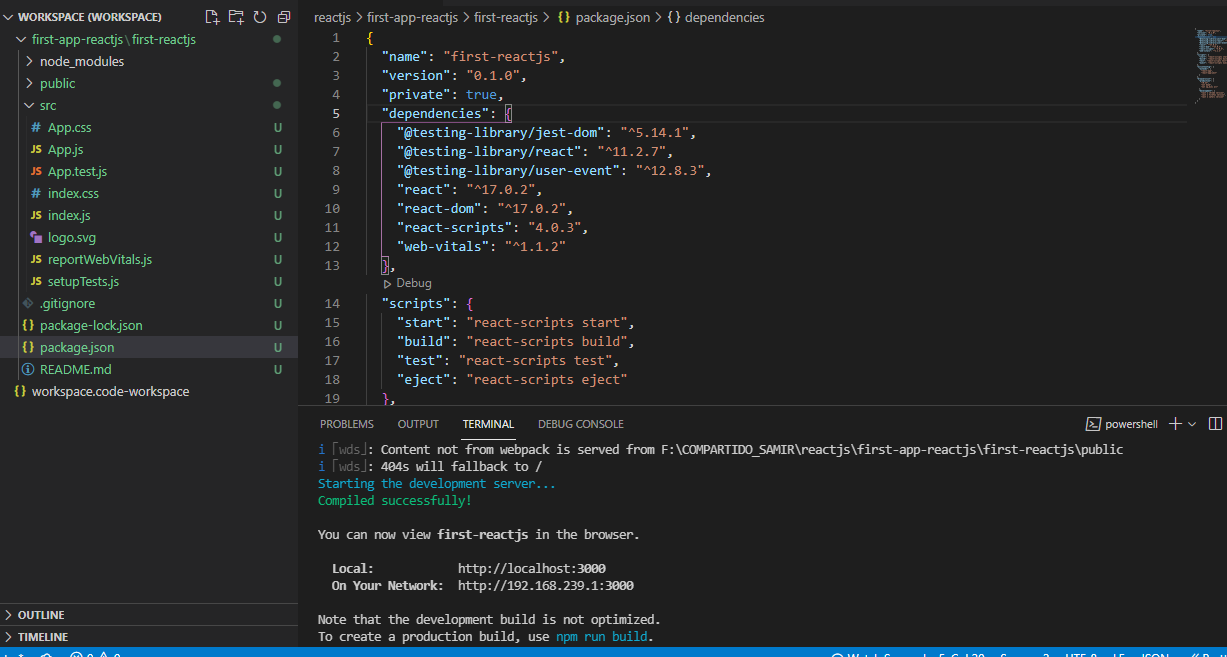 WORKSPACE (WORKSPACE)
first-app-reactjs\first-reactjs
node_modules
public
src
# App.css U
JS App.js U
JS App.test.js U
# index.css U
JS index.js U
logo.svg U
JS reportWebVitals.js U
JS setupTests.js U
.gitignore U
{} package-lock.json U
{} package.json U
README.md U
{} workspace.code-workspace
OUTLINE
TIMELINE
reactjs > first-app-reactjs > first-reactjs > {} package.json > {} dependencies
1 {
2 "name": "first-reactjs",
3 "version": "0.1.0",
4 "private": true,
5 "dependencies": {
6 "@testing-library/jest-dom": "^5.14.1",
7 "@testing-library/react": "^11.2.7",
8 "@testing-library/user-event": "^12.8.3",
9 "react": "^17.0.2",
10 "react-dom": "^17.0.2",
11 "react-scripts": "4.0.3",
12 "web-vitals": "^1.1.2"
13 },
Debug
14 "scripts": {
15 "start": "react-scripts start",
16 "build": "react-scripts build",
17 "test": "react-scripts test",
18 "eject": "react-scripts eject"
19 },
PROBLEMS OUTPUT TERMINAL DEBUG CONSOLE powershell
i ｢wds｣: Content not from webpack is served from F:\COMPARTIDO_SAMIR\reactjs\first-app-reactjs\first-reactjs\public
i ｢wds｣: 404s will fallback to /
Starting the development server...
Compiled successfully!
You can now view first-reactjs in the browser.
Local: http://localhost:3000
On Your Network: http://192.168.239.1:3000
Note that the development build is not optimized.
To create a production build, use npm run build.